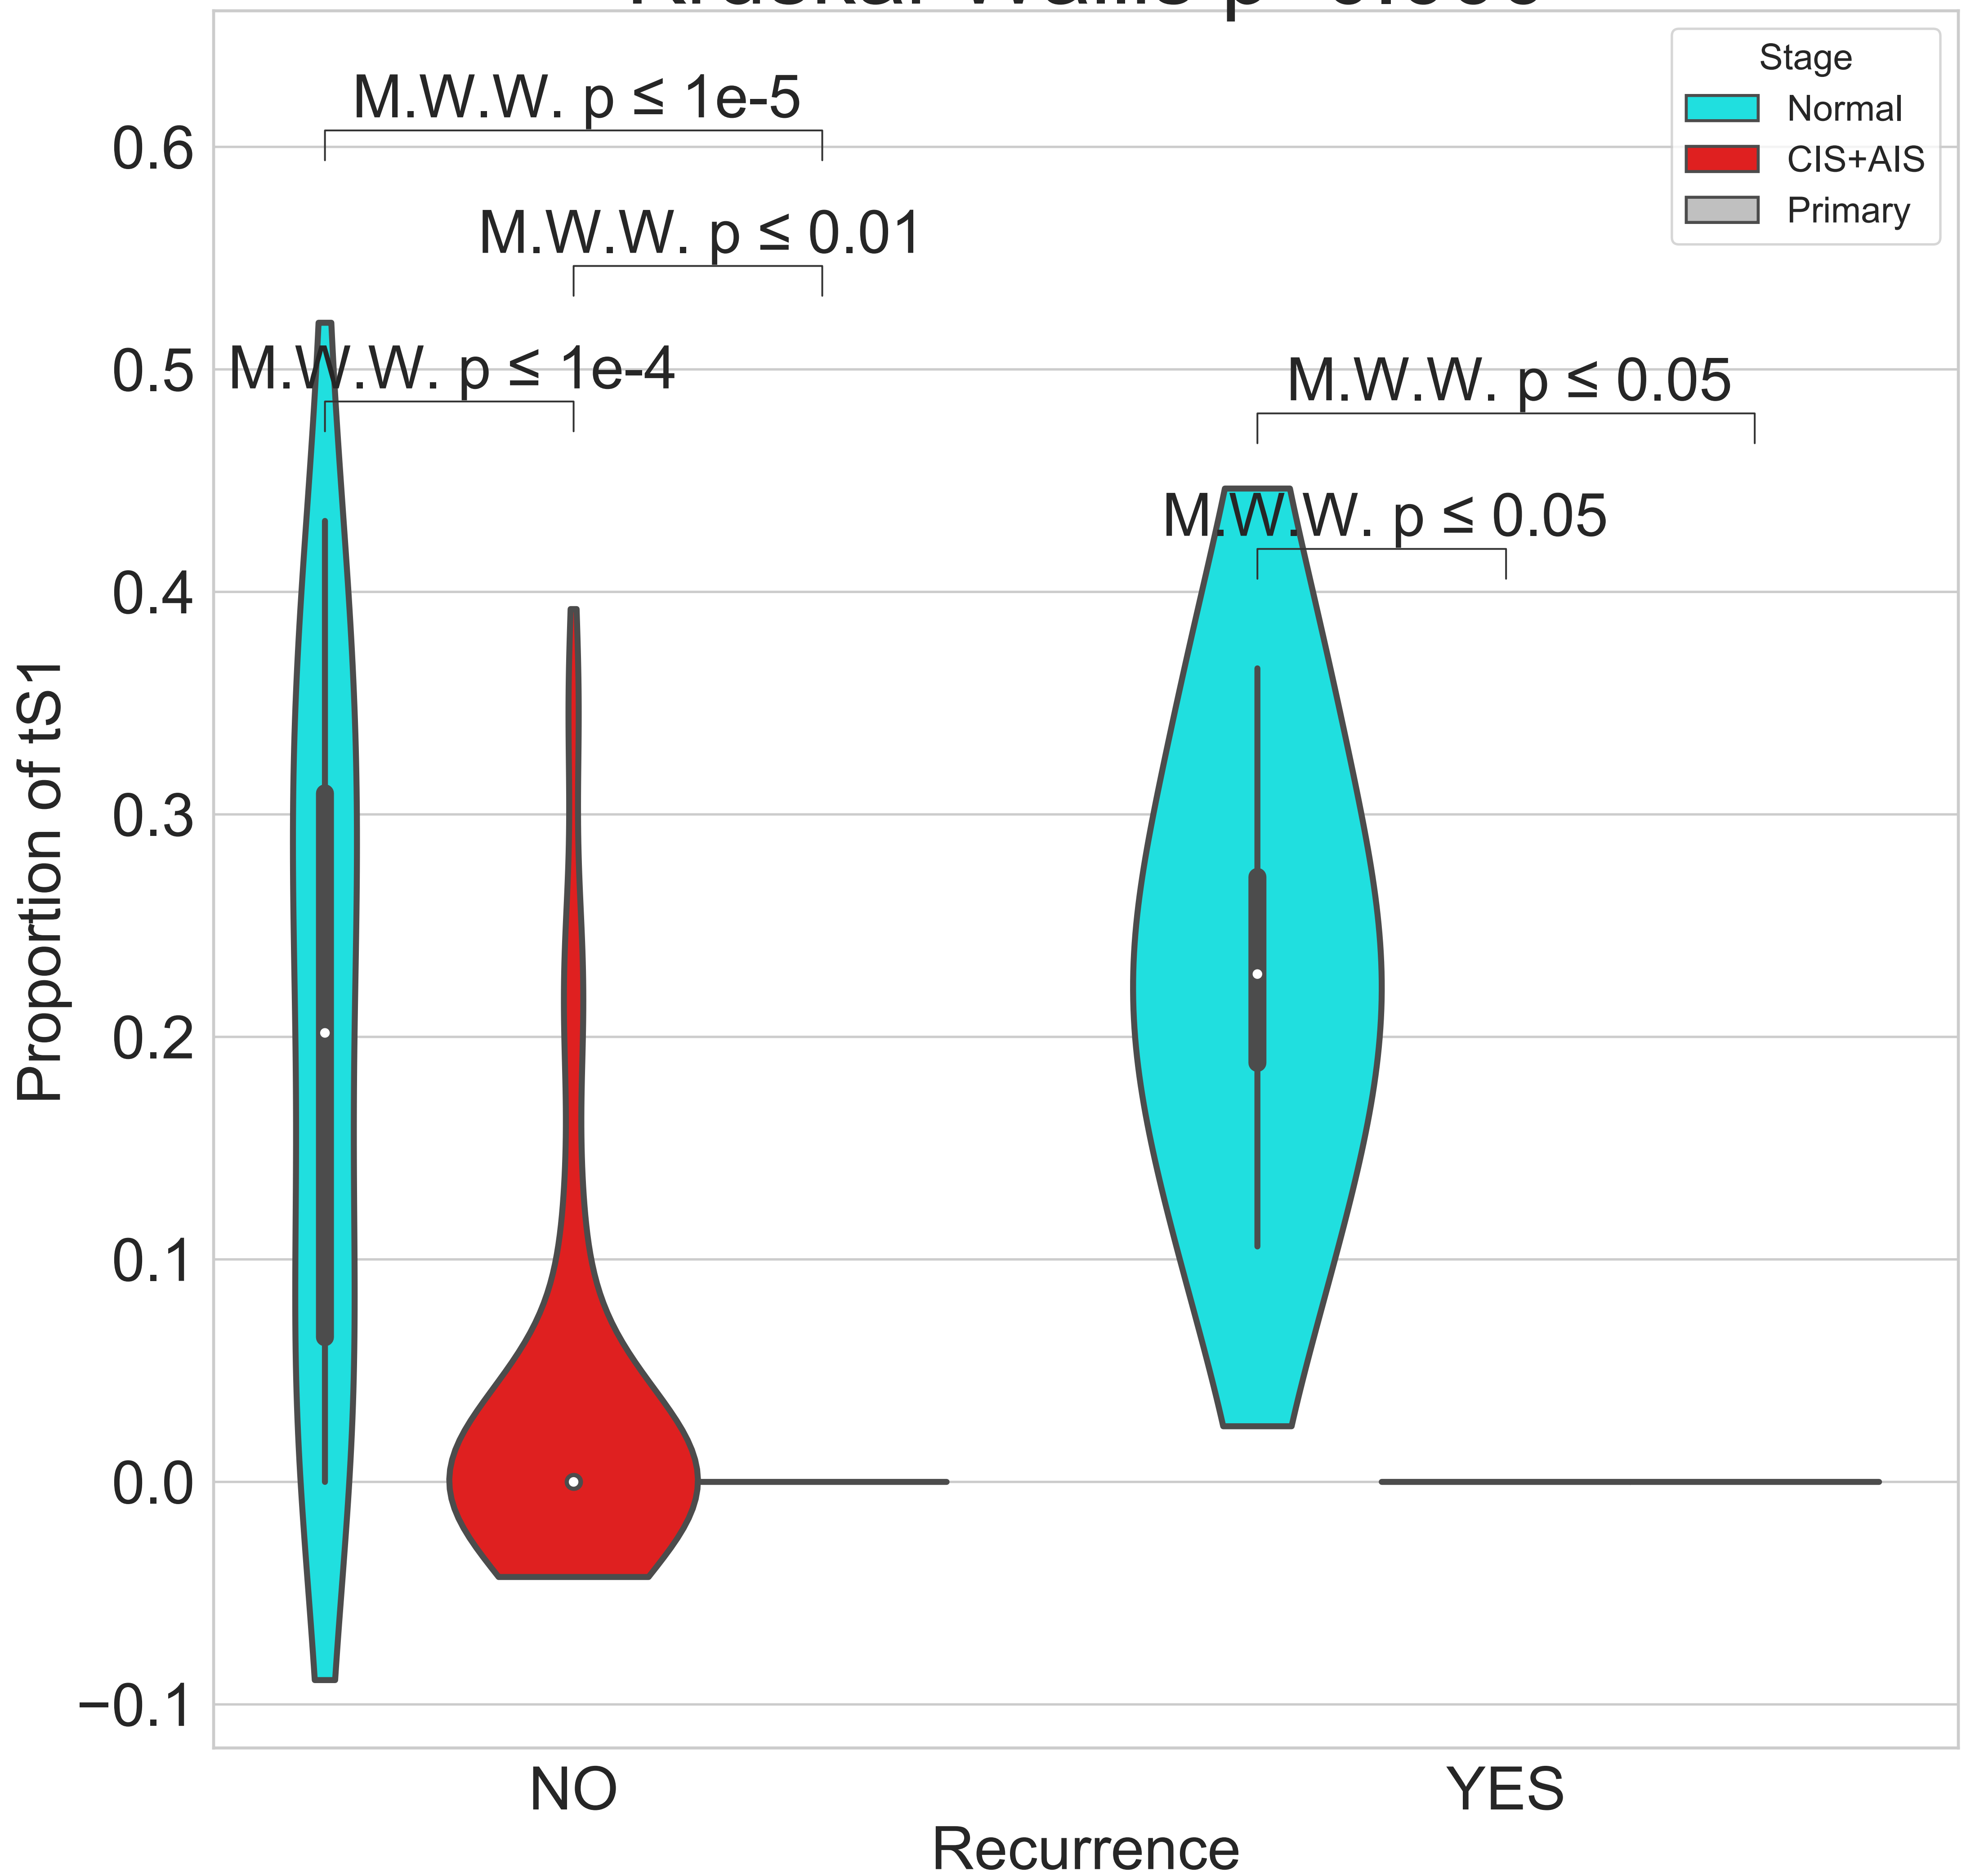 Stage
Normal
CIS+AIS
Primary
M.W.W. p ≤ 1e-5
M.W.W. p ≤ 0.01
M.W.W. p ≤ 1e-4
M.W.W. p ≤ 0.05
M.W.W. p ≤ 0.05
0.6
0.5
0.4
0.3
0.2
0.1
0.0
−0.1
Proportion of tS1
NO
YES
Recurrence